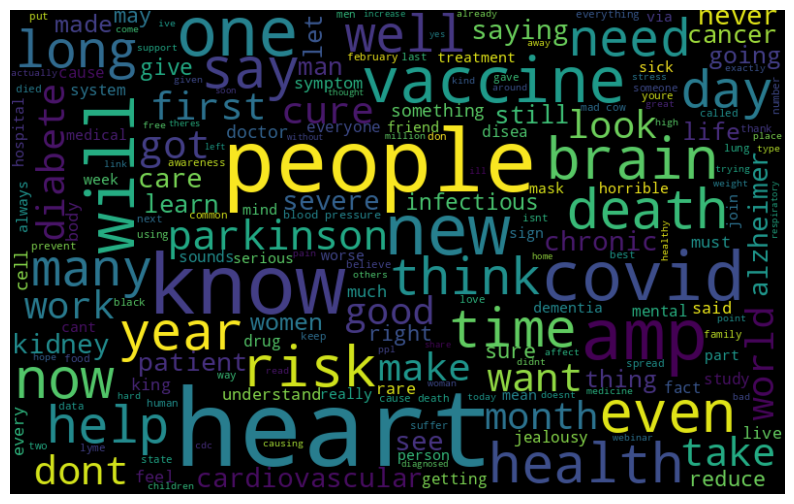 put ive men increase already everything via never
come may one well saying need cancer
made yes away
long support february last treatment going
actually cause let man kind sick
died system give say symptom gave around vaccine stress someone exactly day
given soon thought youre number
hospital diabete medical first cure something still mad cow called great
free theres million don look high thank
will link left doctor everyone without friend disea lung life place
got awareness people brain trying type
always week care ill mask horrible weight
body learn mind severe infectious death join respiratory
next common blood pressure isnt
cell prevent using parkinson sounds sign new chronic must alzheimer
many serious worse pain think home best healthy
know believe others covid
work black women much love dementia mental said
cant good time amp point world
year right family
kidney hope food drug keep ppl share didnt affect spread part
patient risk make sure want thing fact study
now king way read rare
hard understand really cause death woman today mean doesnt medicine bad
every data human heart suffer month even
help two lyme cdc causing see jealousy webinar live
state person health take
dont feel cardiovascular diagnosed getting reduce
children